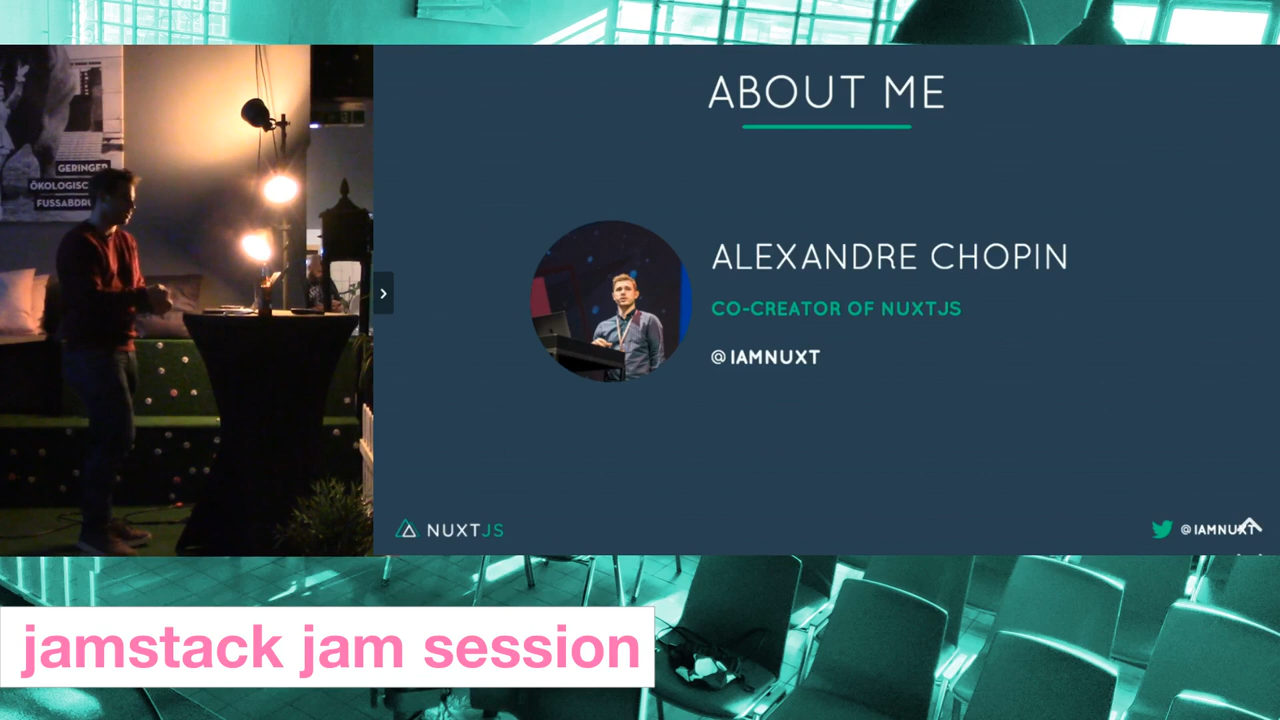 GERINGER
ÖKOLOGISC
FUSSABDRU
ABOUT ME
ALEXANDRE CHOPIN
CO-CREATOR OF NUXTJS
@IAMNUXT
NUXTJS
@IAMNUXT
jamstack jam session